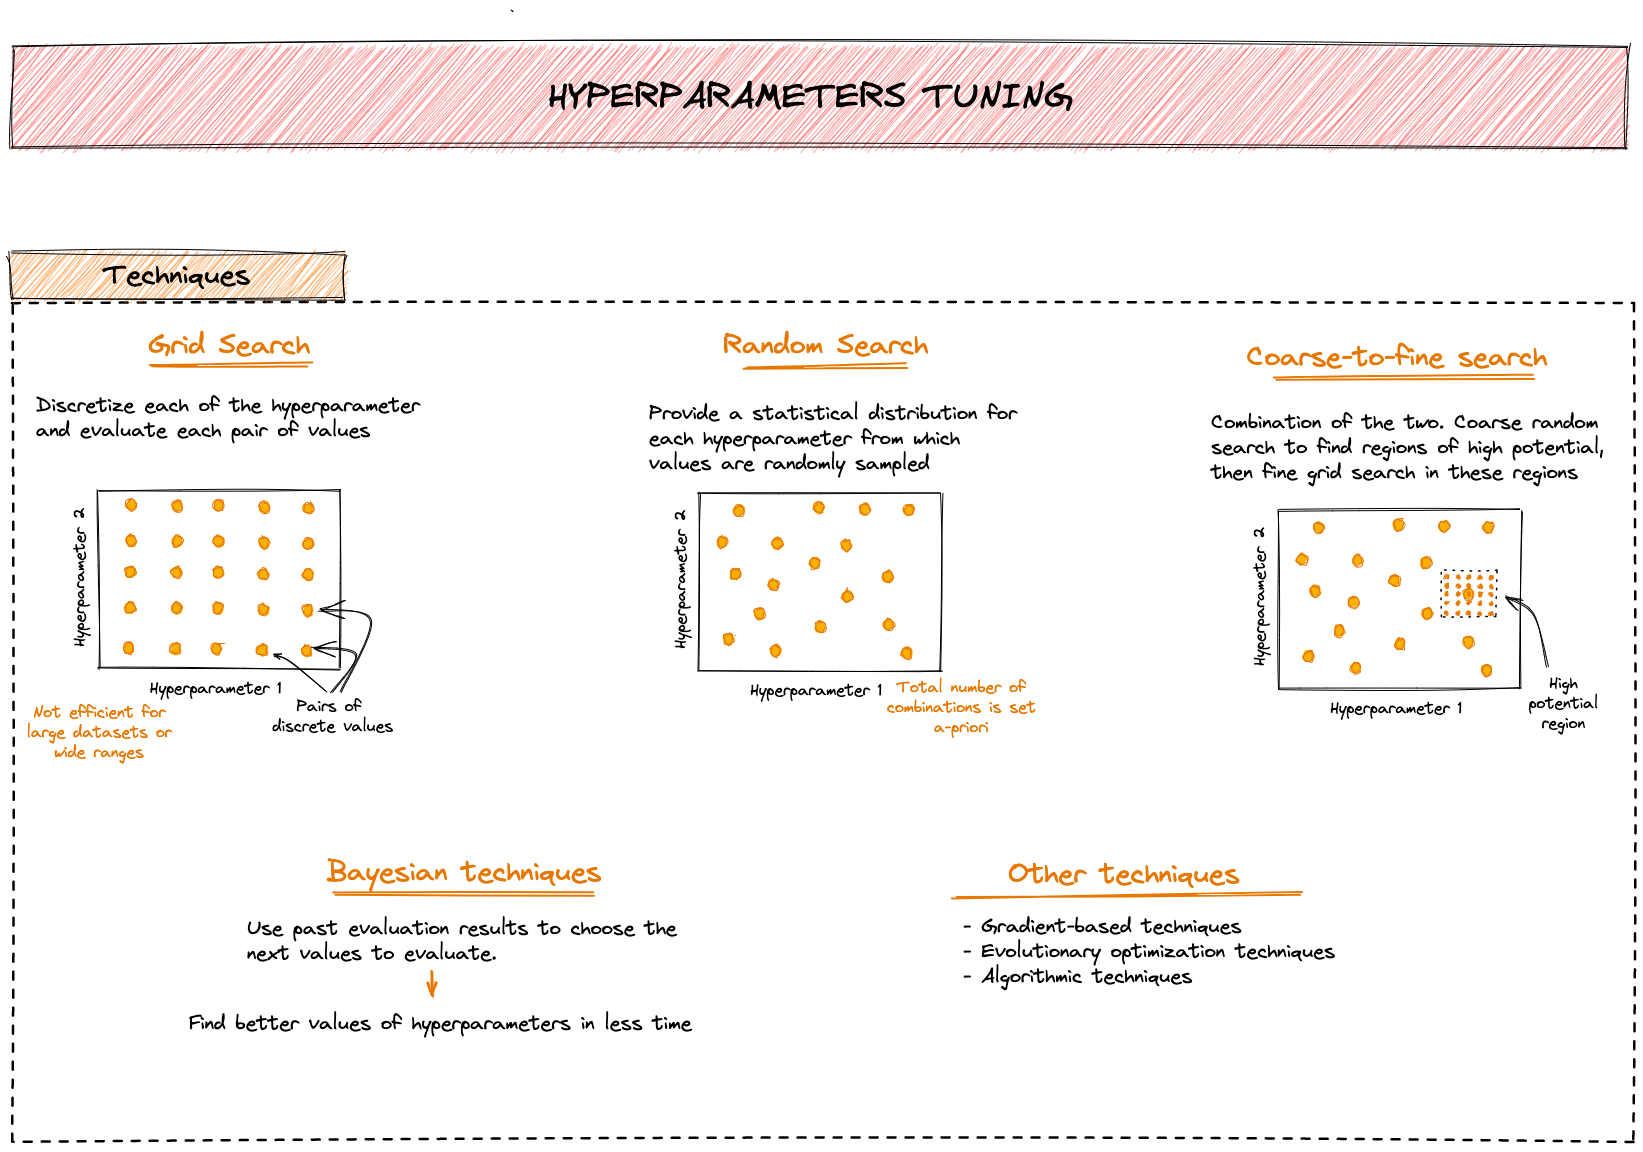 HYPERPARAMETERS TUNING
Techniques
Grid Search
Discretize each of the hyperparameter
and evaluate each pair of values
Hyperparameter 2
Hyperparameter 1
Not efficient for
large datasets or
wide ranges
Pairs of
discrete values
Random Search
Provide a statistical distribution for
each hyperparameter from which
values are randomly sampled
Hyperparameter 2
Hyperparameter 1
Total number of
combinations is set
a-priori
Coarse-to-fine search
Combination of the two. Coarse random
search to find regions of high potential,
then fine grid search in these regions
Hyperparameter 2
Hyperparameter 1
High
potential
region
Bayesian techniques
Use past evaluation results to choose the
next values to evaluate.
Find better values of hyperparameters in less time
Other techniques
- Gradient-based techniques
- Evolutionary optimization techniques
- Algorithmic techniques